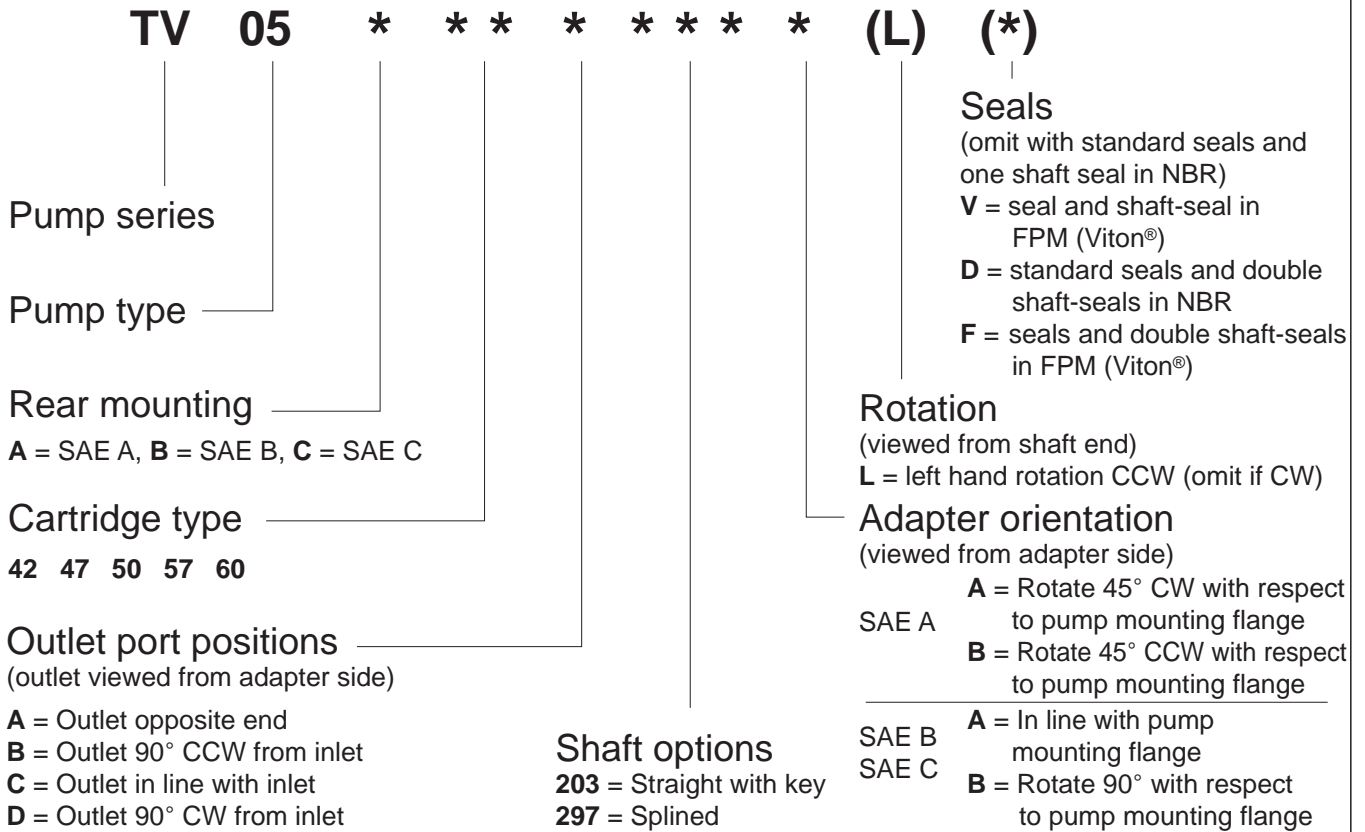 TV 05 * * * * * * * * (L) (*)
Pump series
Pump type
Rear mounting
A = SAE A, B = SAE B, C = SAE C
Cartridge type
42 47 50 57 60
Outlet port positions
(outlet viewed from adapter side)
A = Outlet opposite end
B = Outlet 90° CCW from inlet
C = Outlet in line with inlet
D = Outlet 90° CW from inlet
Shaft options
203 = Straight with key
297 = Splined
Seals
(omit with standard seals and
one shaft seal in NBR)
V = seal and shaft-seal in
FPM (Viton®)
D = standard seals and double
shaft-seals in NBR
F = seals and double shaft-seals
in FPM (Viton®)
Rotation
(viewed from shaft end)
L = left hand rotation CCW (omit if CW)
Adapter orientation
(viewed from adapter side)
SAE A
A = Rotate 45° CW with respect
to pump mounting flange
B = Rotate 45° CCW with respect
to pump mounting flange
SAE B
SAE C
A = In line with pump
mounting flange
B = Rotate 90° with respect
to pump mounting flange